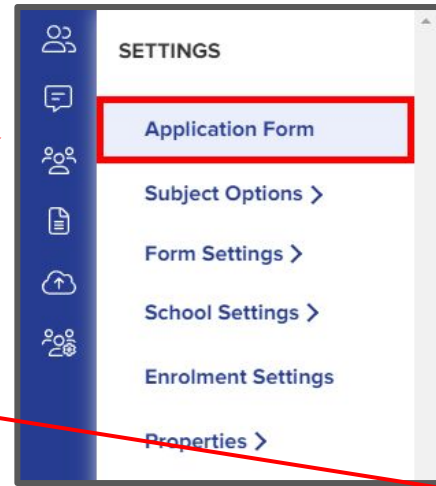 SETTINGS
Application Form
Subject Options >
Form Settings >
School Settings >
Enrolment Settings
Properties >